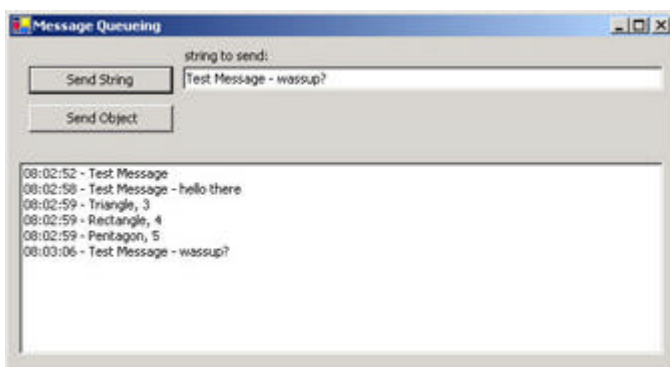 Message Queueing
string to send:
Send String
Test Message - wassup?
Send Object
08:02:52 - Test Message
08:02:58 - Test Message - hello there
08:02:59 - Triangle, 3
08:02:59 - Rectangle, 4
08:02:59 - Pentagon, 5
08:03:06 - Test Message - wassup?